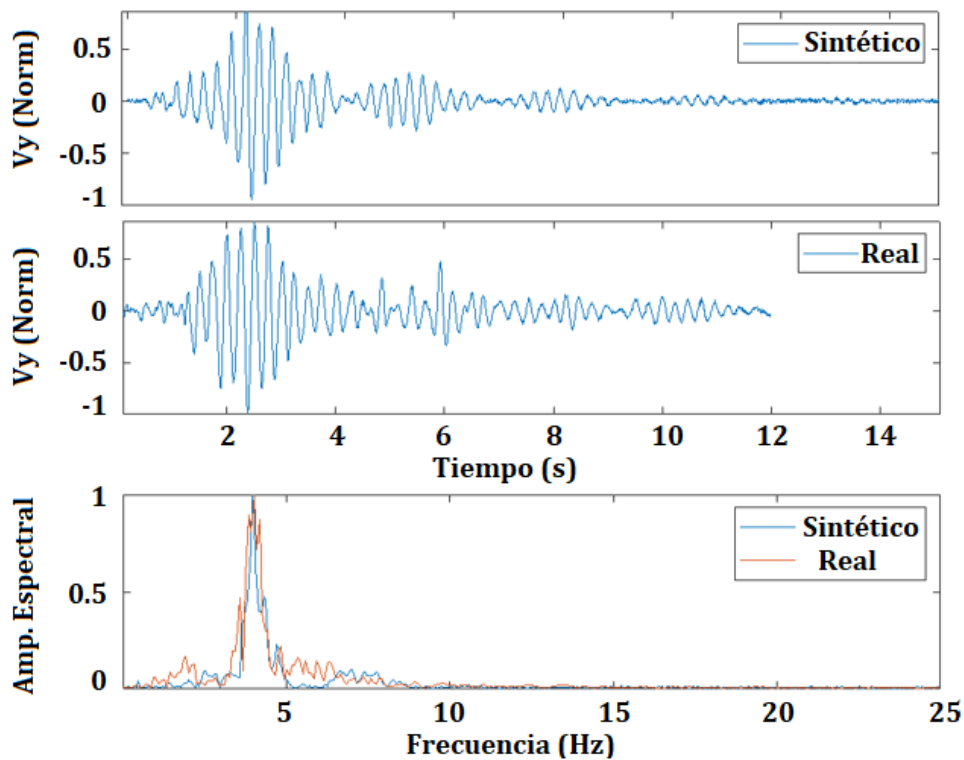 Vy (Norm)
0.5
0
-0.5
-1
Sintético
Vy (Norm)
0.5
0
-0.5
-1
Real
2 4 6 8 10 12 14
Tiempo (s)
Amp. Espectral
1
0.5
0
Sintético
Real
5 10 15 20 25
Frecuencia (Hz)